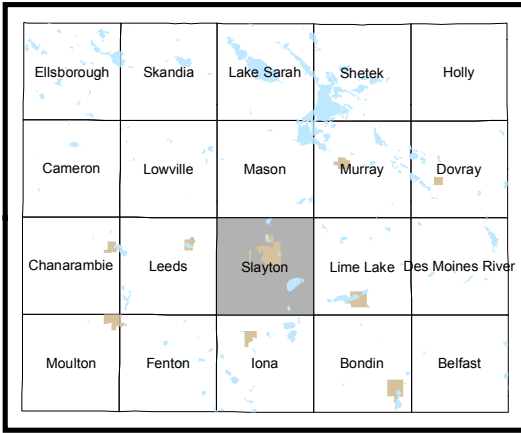 Ellsborough Skandia Lake Sarah Shetek Holly
Cameron Lowville Mason Murray Dovray
Chanarambie Leeds Slayton Lime Lake Des Moines River
Moulton Fenton Iona Bondin Belfast